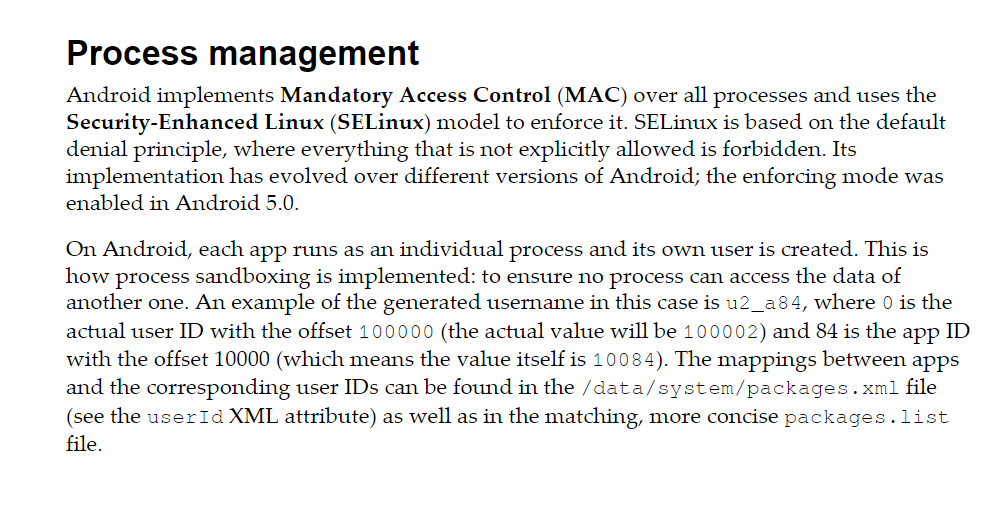 Process management
Android implements Mandatory Access Control (MAC) over all processes and uses the
Security-Enhanced Linux (SELinux) model to enforce it. SELinux is based on the default
denial principle, where everything that is not explicitly allowed is forbidden. Its
implementation has evolved over different versions of Android; the enforcing mode was
enabled in Android 5.0.
On Android, each app runs as an individual process and its own user is created. This is
how process sandboxing is implemented: to ensure no process can access the data of
another one. An example of the generated username in this case is u2_a84, where 0 is the
actual user ID with the offset 100000 (the actual value will be 100002) and 84 is the app ID
with the offset 10000 (which means the value itself is 10084). The mappings between apps
and the corresponding user IDs can be found in the /data/system/packages.xml file
(see the userId XML attribute) as well as in the matching, more concise packages.list
file.